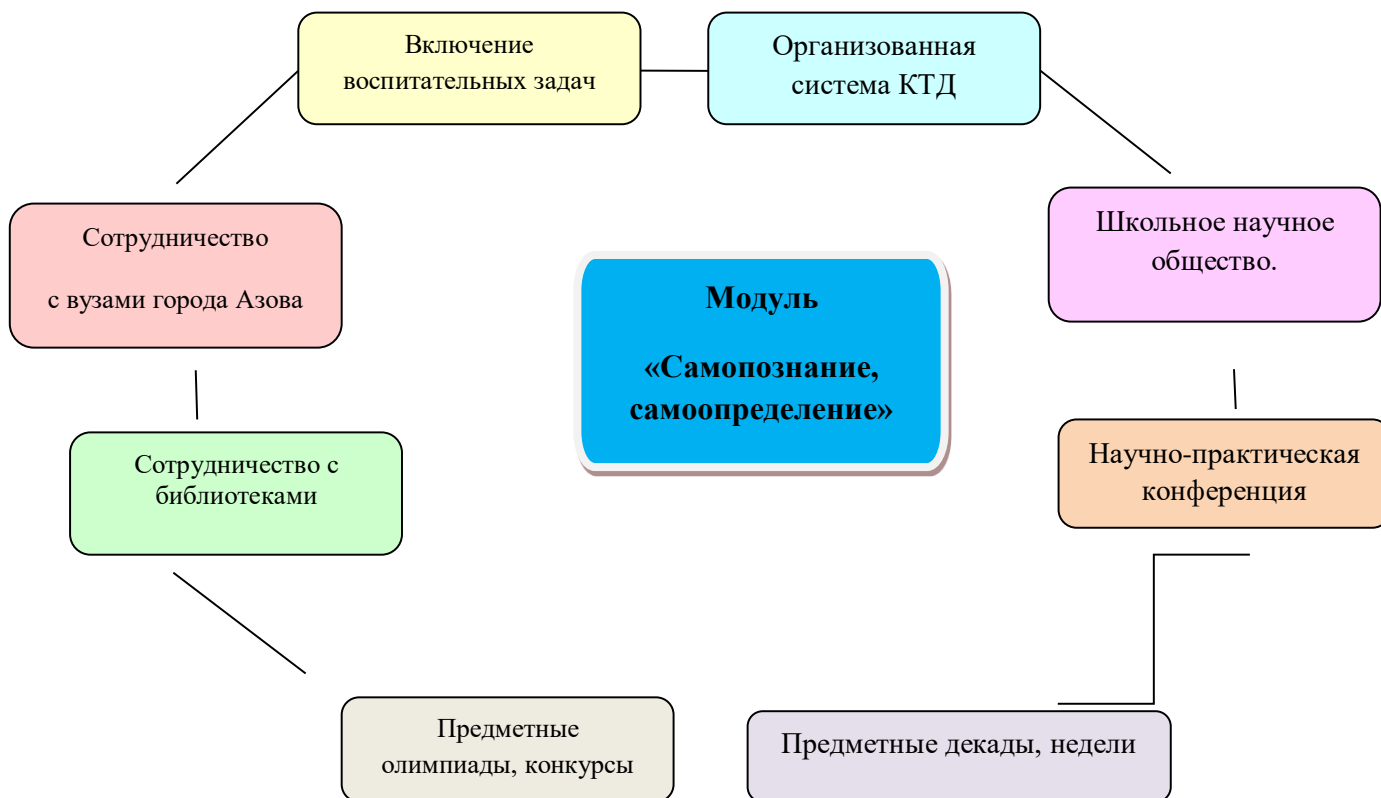 Включение
воспитательных задач
Организованная
система КТД
Сотрудничество
с вузами города Азова
Школьное научное
общество.
Модуль
«Самопознание,
самоопределение»
Сотрудничество с
библиотеками
Научно-практическая
конференция
Предметные
олимпиады, конкурсы
Предметные декады, недели